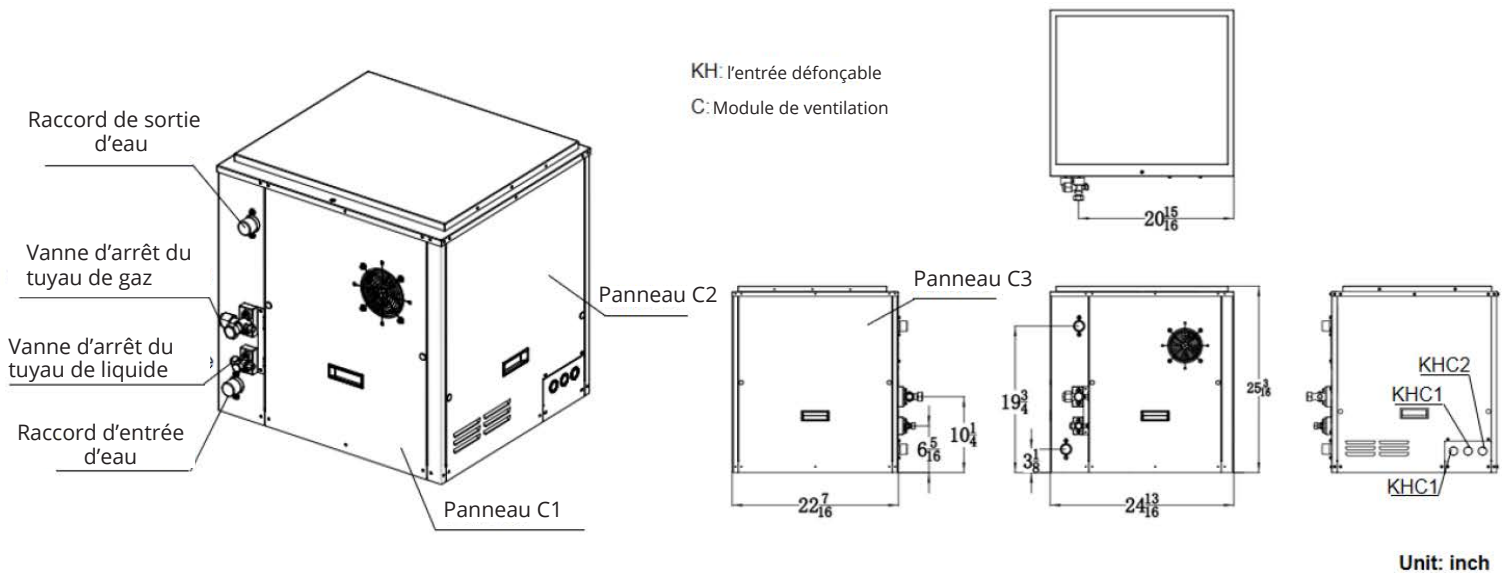 Raccord de sortie
d’eau
Vanne d’arrêt du
tuyau de gaz
Vanne d’arrêt du
tuyau de liquide
Raccord d’entrée
d’eau
Panneau C1
Panneau C2
KH: l’entrée défonçable
C: Module de ventilation
20 15/16
Panneau C3
10 1/4
6 5/16
22 7/16
19 3/4
3 1/8
25 3/16
24 13/16
KHC2
KHC1
KHC1
Unit: inch